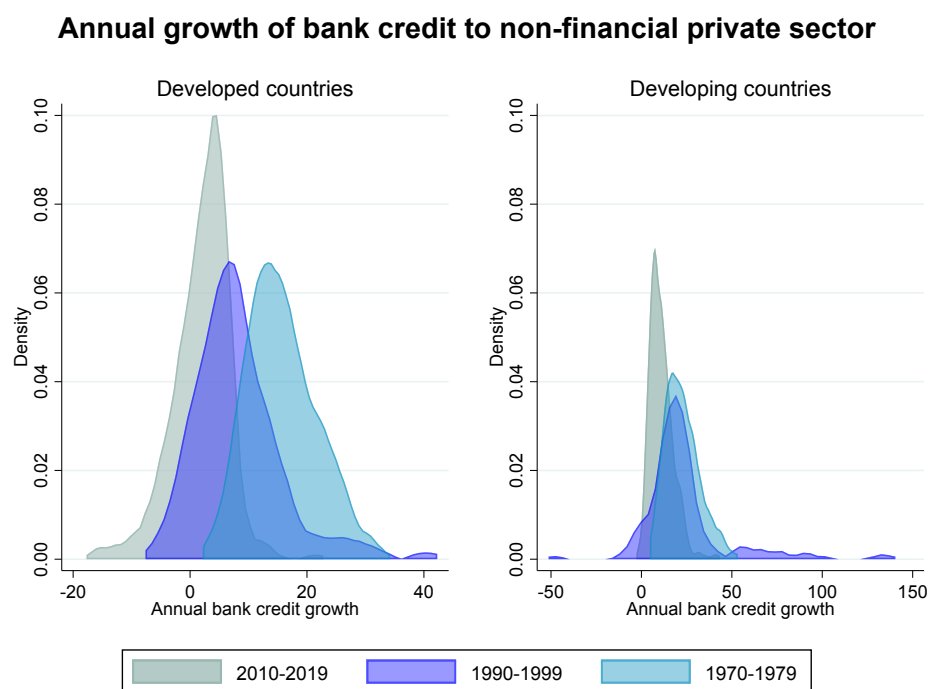 Annual growth of bank credit to non-financial private sector
Developed countries
Density
0.10
0.08
0.06
0.04
0.02
0.00
-20 0 20 40
Annual bank credit growth
Developing countries
Density
0.10
0.08
0.06
0.04
0.02
0.00
-50 0 50 100 150
Annual bank credit growth
2010-2019 1990-1999 1970-1979